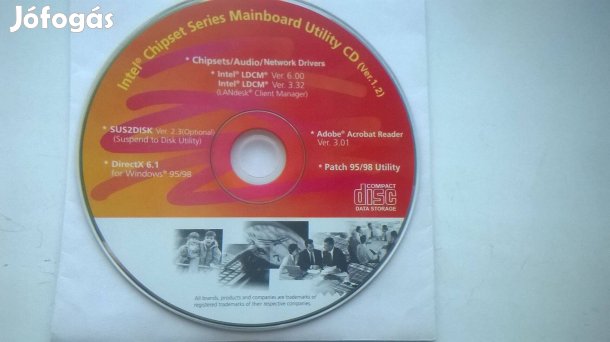 Jófogás
Intel® Chipset Series Mainboard Utility CD (Ver.1.2)
* Chipsets/Audio/Network Drivers
* Intel® LDCM® Ver. 6.00
Intel® LDCM® Ver. 3.32
(LANdesk® Client Manager)
* SUS2DISK Ver. 2.3(Optional)
(Suspend to Disk Utility)
* Adobe® Acrobat Reader
Ver. 3.01
* DirectX 6.1
for Windows® 95/98
* Patch 95/98 Utility
COMPACT
disc
DATA STORAGE
All brands, products and companies are trademarks of
registered trademarks of their respective companies.